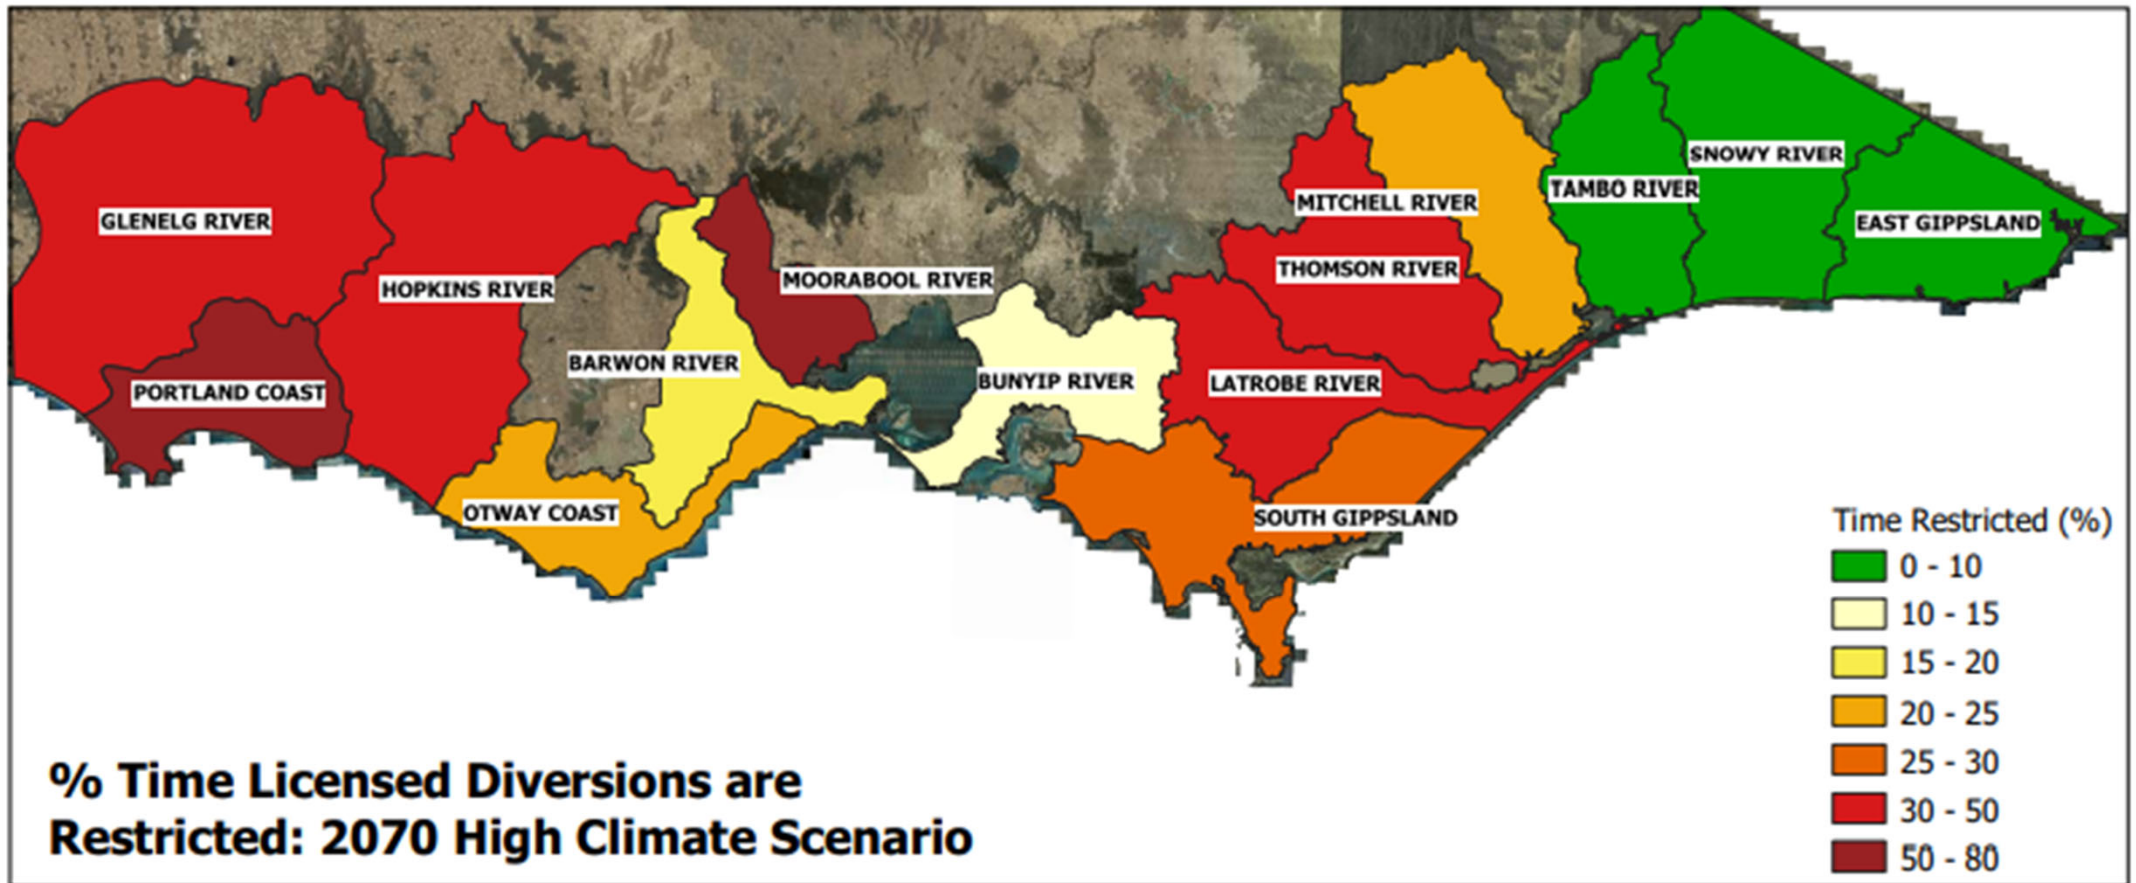 SNOWY RIVER
TAMBO RIVER
MITCHELL RIVER
GLENELG RIVER
EAST GIPPSLAND
THOMSON RIVER
MOORABOOL RIVER
HOPKINS RIVER
BARWON RIVER
BUNYIP RIVER
LATROBE RIVER
PORTLAND COAST
OTWAY COAST
SOUTH GIPPSLAND
Time Restricted (%)
0 - 10
10 - 15
15 - 20
20 - 25
25 - 30
30 - 50
50 - 80
% Time Licensed Diversions are
Restricted: 2070 High Climate Scenario